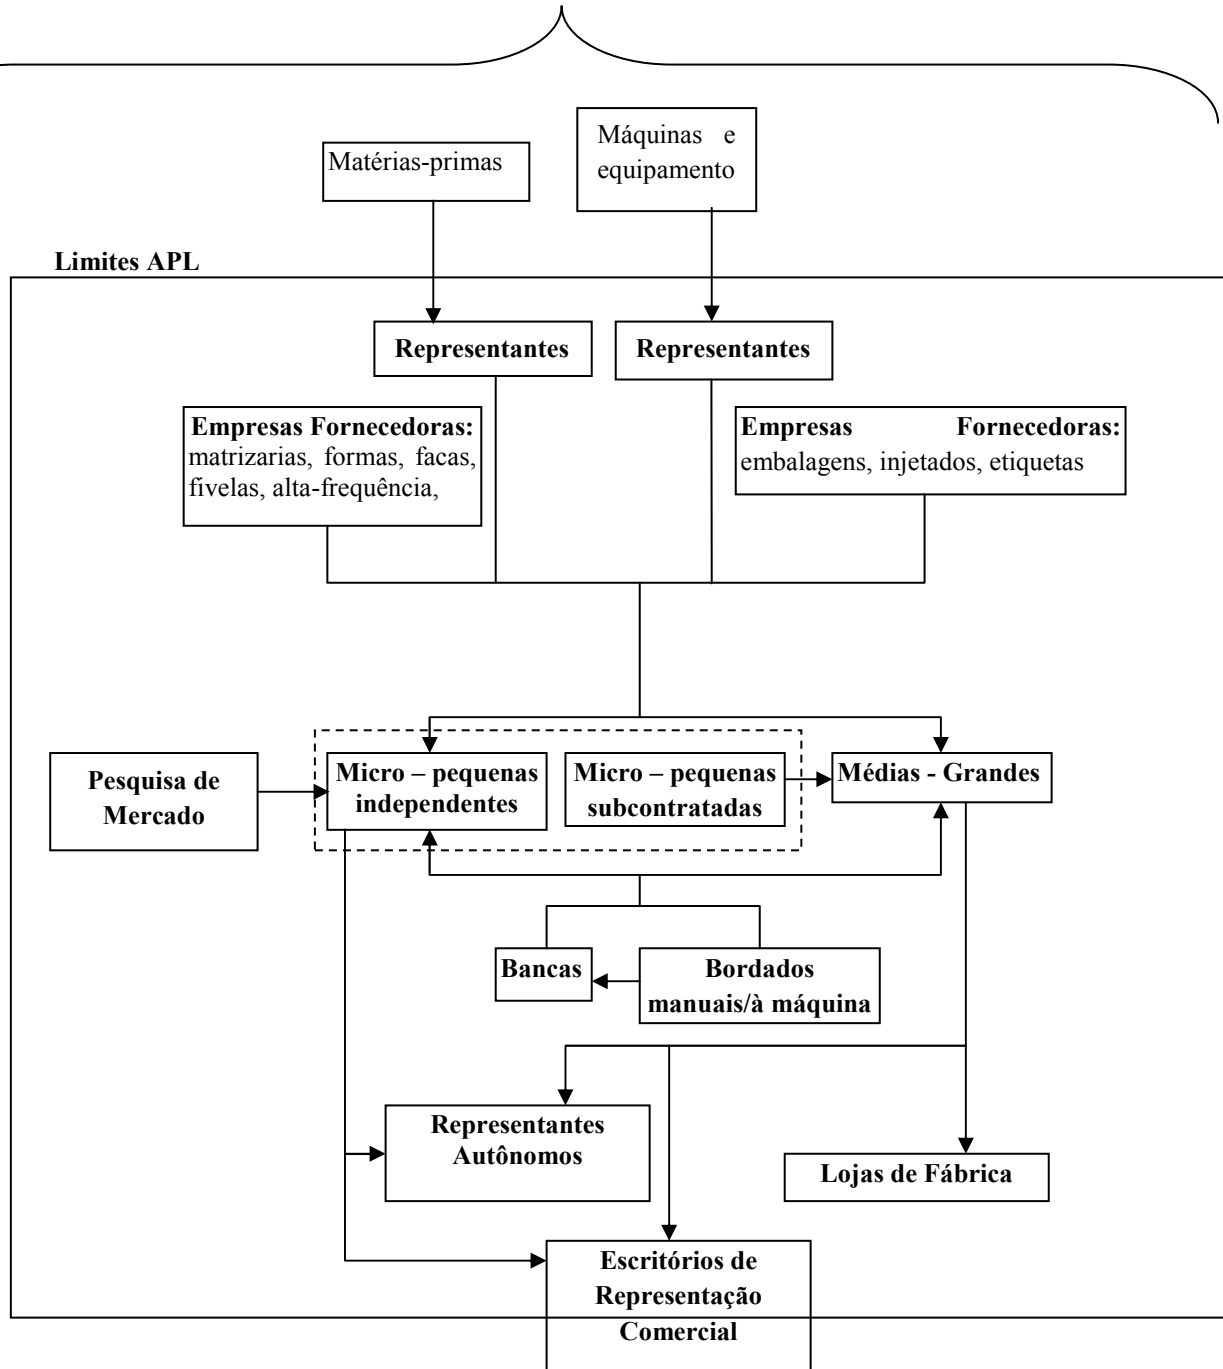 Matérias-primas
Máquinas e
equipamento
Limites APL
Representantes
Representantes
Empresas Fornecedoras:
matrizarias, formas, facas,
fivelas, alta-frequência,
Empresas Fornecedoras:
embalagens, injetados, etiquetas
Pesquisa de
Mercado
Micro – pequenas
independentes
Micro – pequenas
subcontratadas
Médias - Grandes
Bancas
Bordados
manuais/à máquina
Representantes
Autônomos
Lojas de Fábrica
Escritórios de
Representação
Comercial